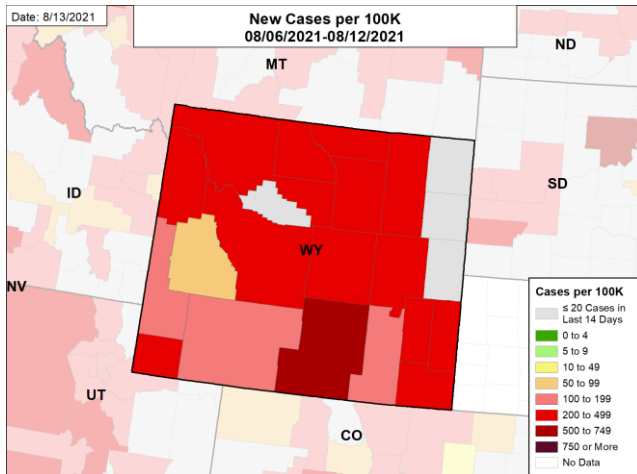 Date: 8/13/2021
New Cases per 100K
08/06/2021-08/12/2021
ND
MT
ID
SD
WY
NV
UT
CO
Cases per 100K
≤ 20 Cases in
Last 14 Days
0 to 4
5 to 9
10 to 49
50 to 99
100 to 199
200 to 499
500 to 749
750 or More
No Data